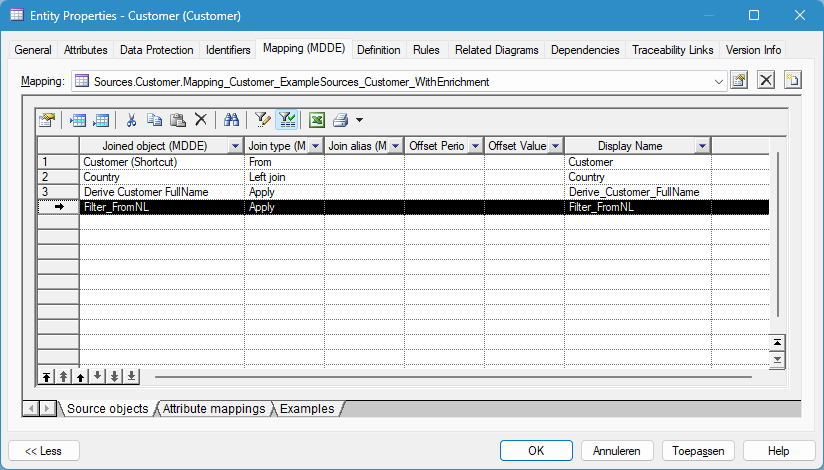 Entity Properties - Customer (Customer)
General Attributes Data Protection Identifiers Mapping (MDDE) Definition Rules Related Diagrams Dependencies Traceability Links Version Info
Mapping: Sources.Customer.Mapping_Customer_ExampleSources_Customer_WithEnrichment
Joined object (MDDE) Join type (M Join alias (M Offset Perio Offset Value Display Name
1 Customer (Shortcut) From Customer
2 Country Left join Country
3 Derive Customer FullName Apply Derive_Customer_FullName
Filter_FromNL Apply Filter_FromNL
Source objects Attribute mappings Examples
<< Less OK Annuleren Toepassen Help